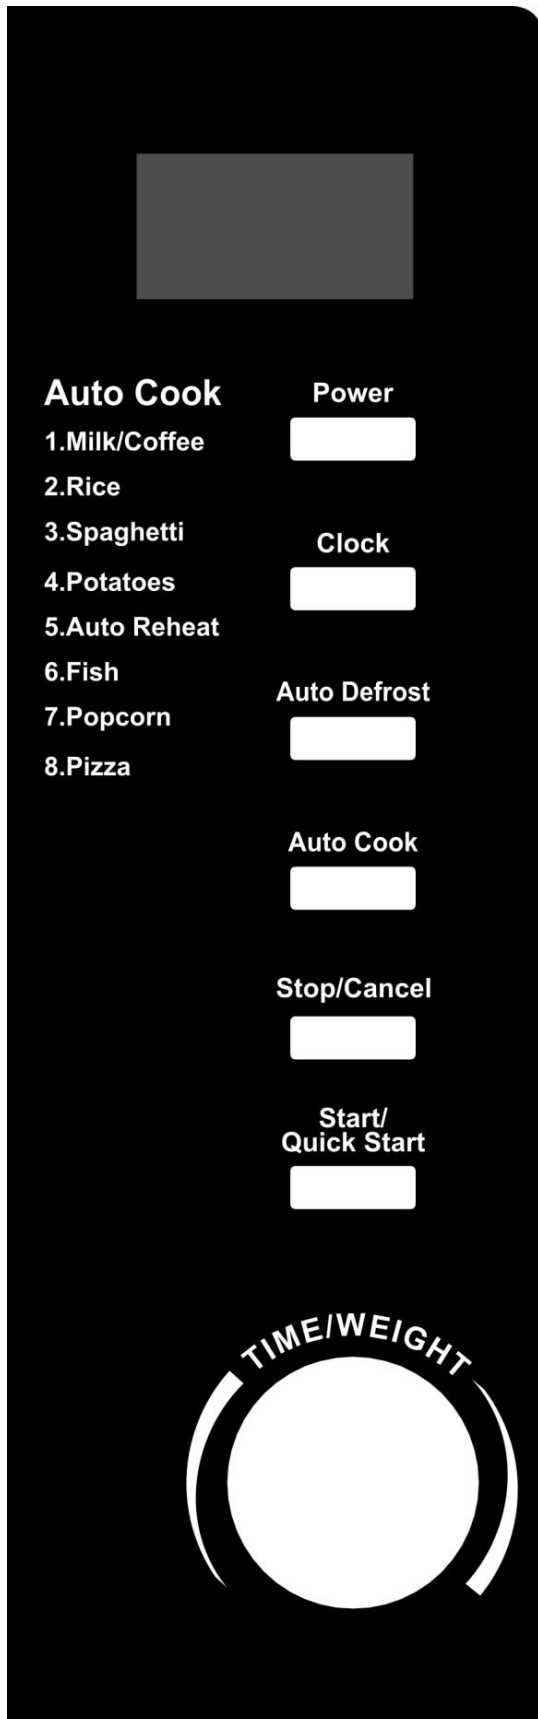 Auto Cook
1.Milk/Coffee
2.Rice
3.Spaghetti
4.Potatoes
5.Auto Reheat
6.Fish
7.Popcorn
8.Pizza
Power
Clock
Auto Defrost
Auto Cook
Stop/Cancel
Start/
Quick Start
TIME/WEIGHT